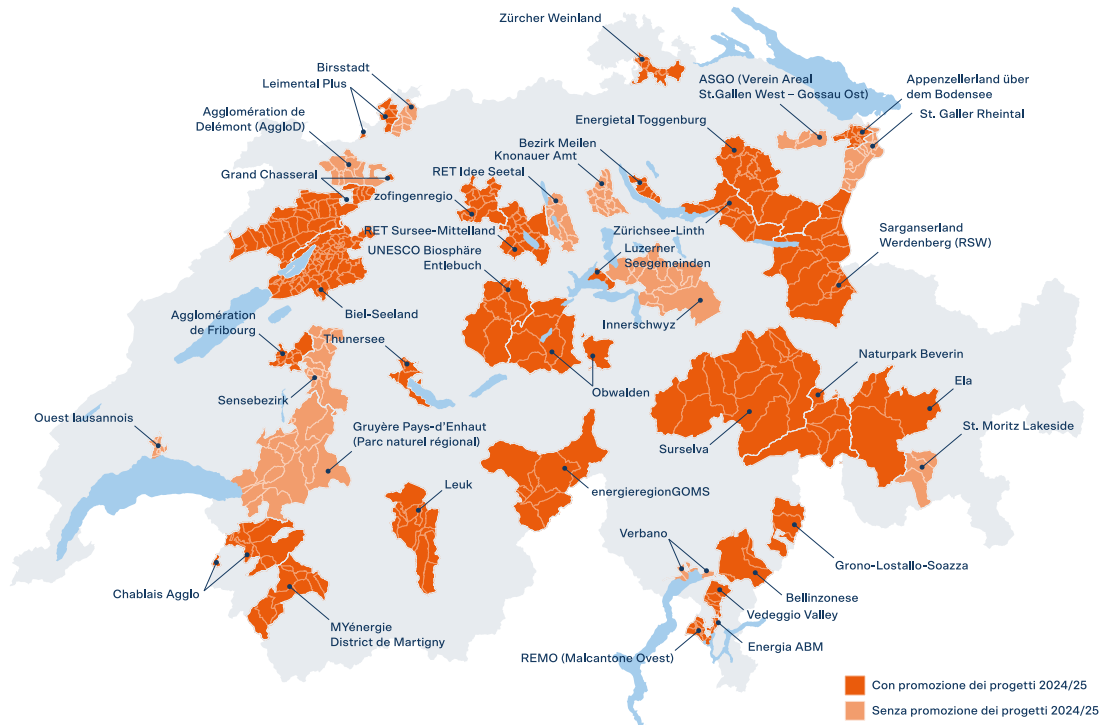 Zürcher Weinland
Birsstadt
Leimental Plus
ASGO (Verein Areal
St.Gallen West – Gossau Ost)
Appenzellerland über
dem Bodensee
St. Galler Rheintal
Agglomération de
Delémont (AggloD)
Energietal Toggenburg
Bezirk Meilen
Knonauer Amt
RET Idee Seetal
Grand Chasseral
zofingenregio
RET Sursee-Mittelland
UNESCO Biosphäre
Entlebuch
Zürichsee-Linth
Luzerner
Seegemeinden
Sarganserland
Werdenberg (RSW)
Innerschwyz
Biel-Seeland
Agglomération
de Fribourg
Thunersee
Obwalden
Naturpark Beverin
Ela
Sensebezirk
Ouest lausannois
Gruyère Pays-d'Enhaut
(Parc naturel régional)
St. Moritz Lakeside
Surselva
Leuk
energieregionGOMS
Verbano
Grono-Lostallo-Soazza
Chablais Agglo
Bellinzonese
Vedeggio Valley
MYénergie
District de Martigny
Energia ABM
REMO (Malcantone Ovest)
Con promozione dei progetti 2024/25
Senza promozione dei progetti 2024/25